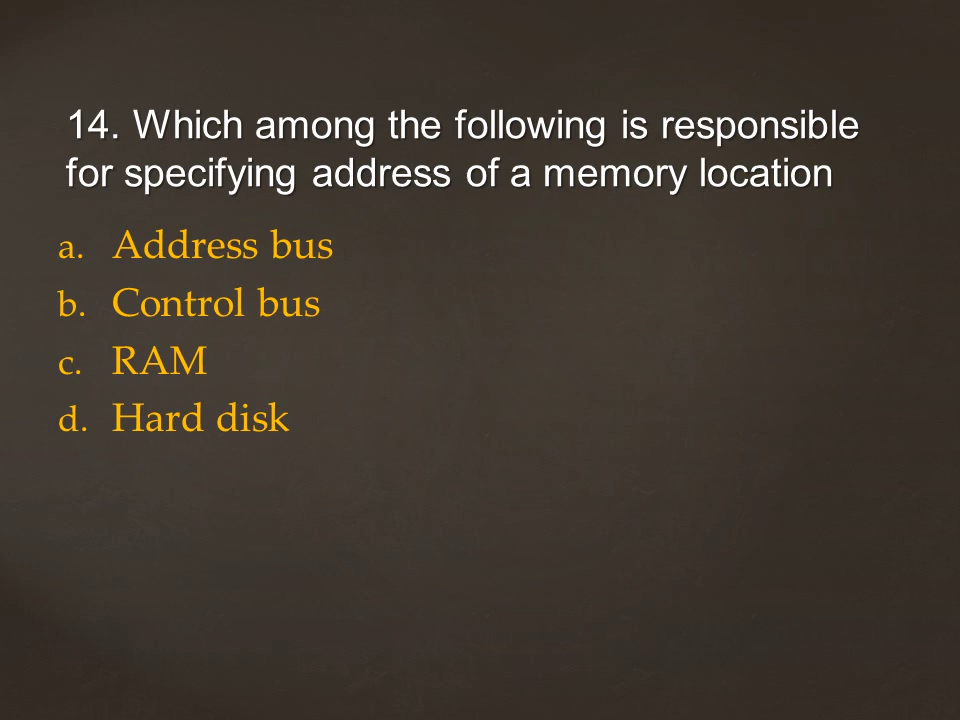 14. Which among the following is responsible
for specifying address of a memory location
a. Address bus
b. Control bus
c. RAM
d. Hard disk